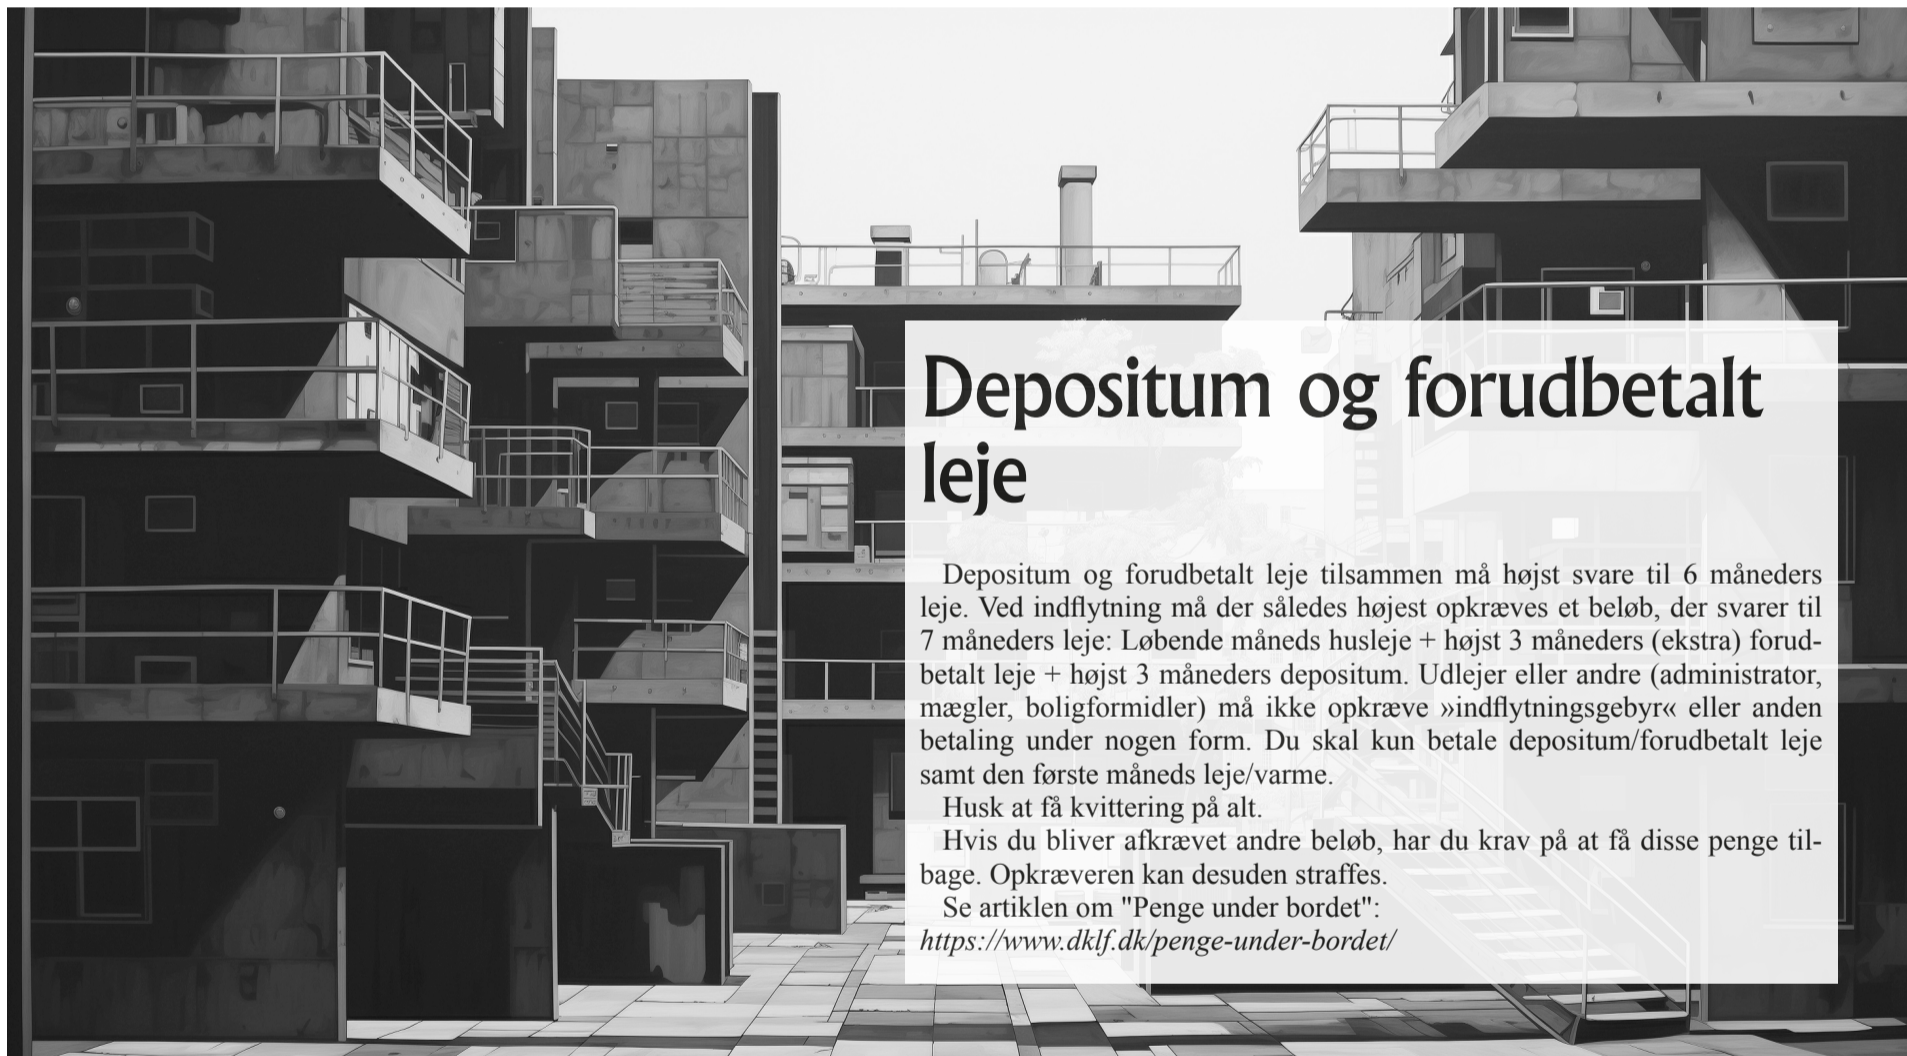 Depositum og forudbetalt
leje
Depositum og forudbetalt leje tilsammen må højst svare til 6 måneders
leje. Ved indflytning må der således højest opkræves et beløb, der svarer til
7 måneders leje: Løbende måneds husleje + højst 3 måneders (ekstra) forud-
betalt leje + højst 3 måneders depositum. Udlejer eller andre (administrator,
mægler, boligformidler) må ikke opkræve »indflytningsgebyr« eller anden
betaling under nogen form. Du skal kun betale depositum/forudbetalt leje
samt den første måneds leje/varme.
Husk at få kvittering på alt.
Hvis du bliver afkrævet andre beløb, har du krav på at få disse penge til-
bage. Opkræveren kan desuden straffes.
Se artiklen om "Penge under bordet":
https://www.dklf.dk/penge-under-bordet/